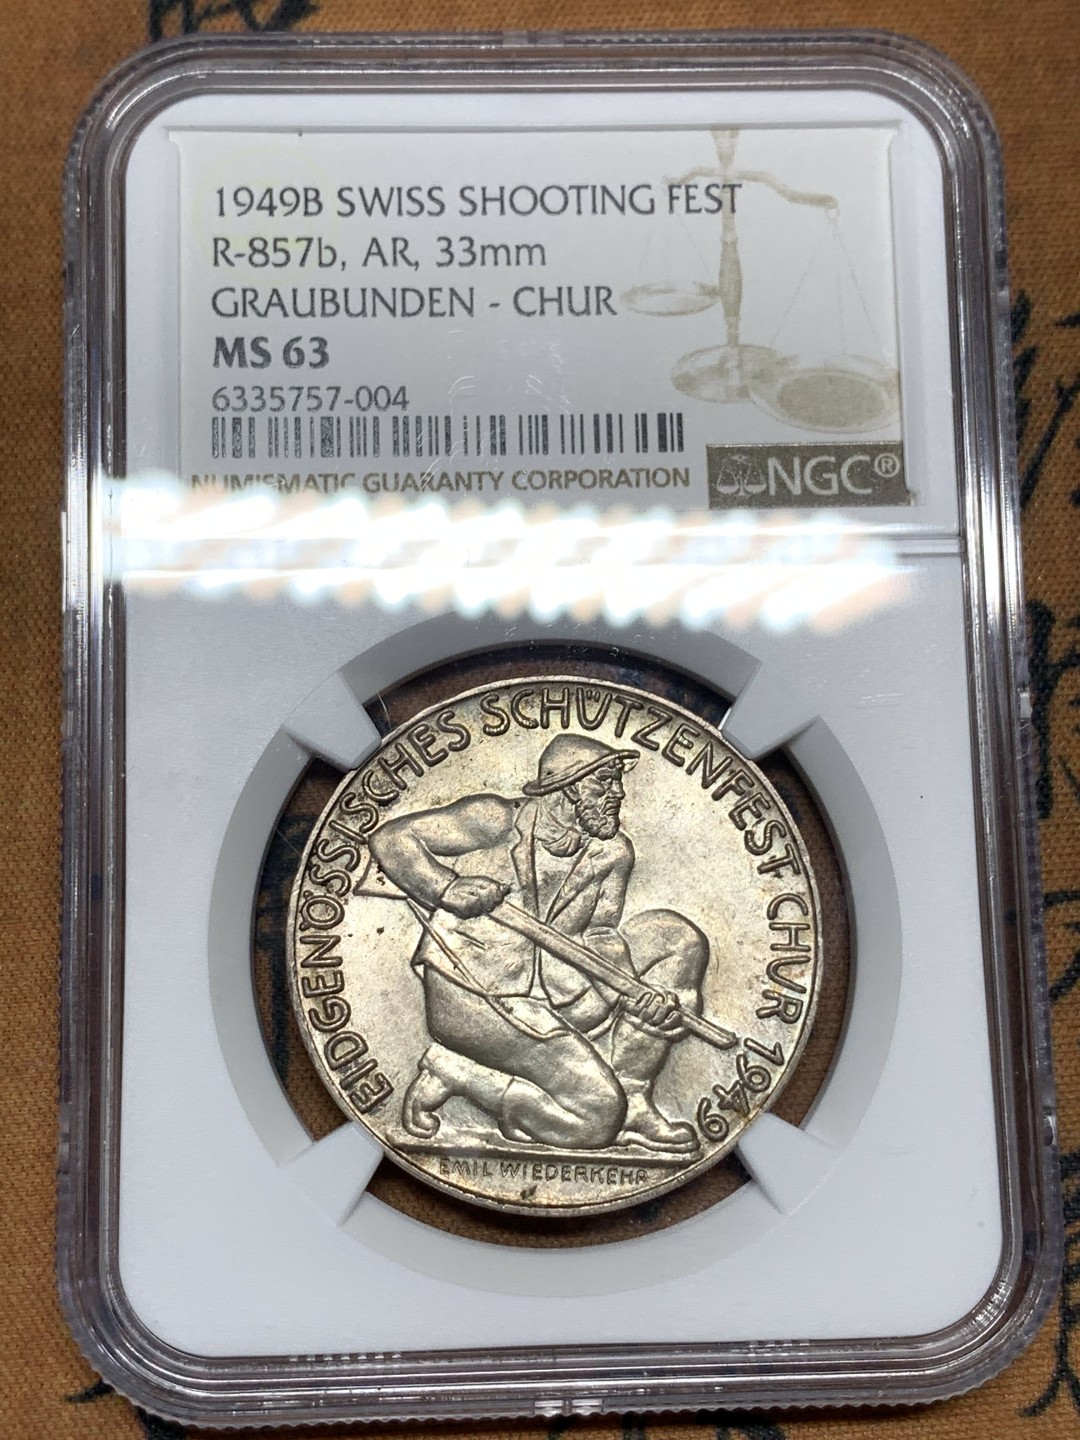 1949B SWISS SHOOTING FEST
R-857b, AR, 33mm
GRAUBUNDEN - CHUR
MS 63
6335757-004
NUMISMATIC GUARANTY CORPORATION
NGC®
EIDGENÖSSISCHES SCHÜTZENFEST CHUR 1949
EMIL WIEDERKEHR